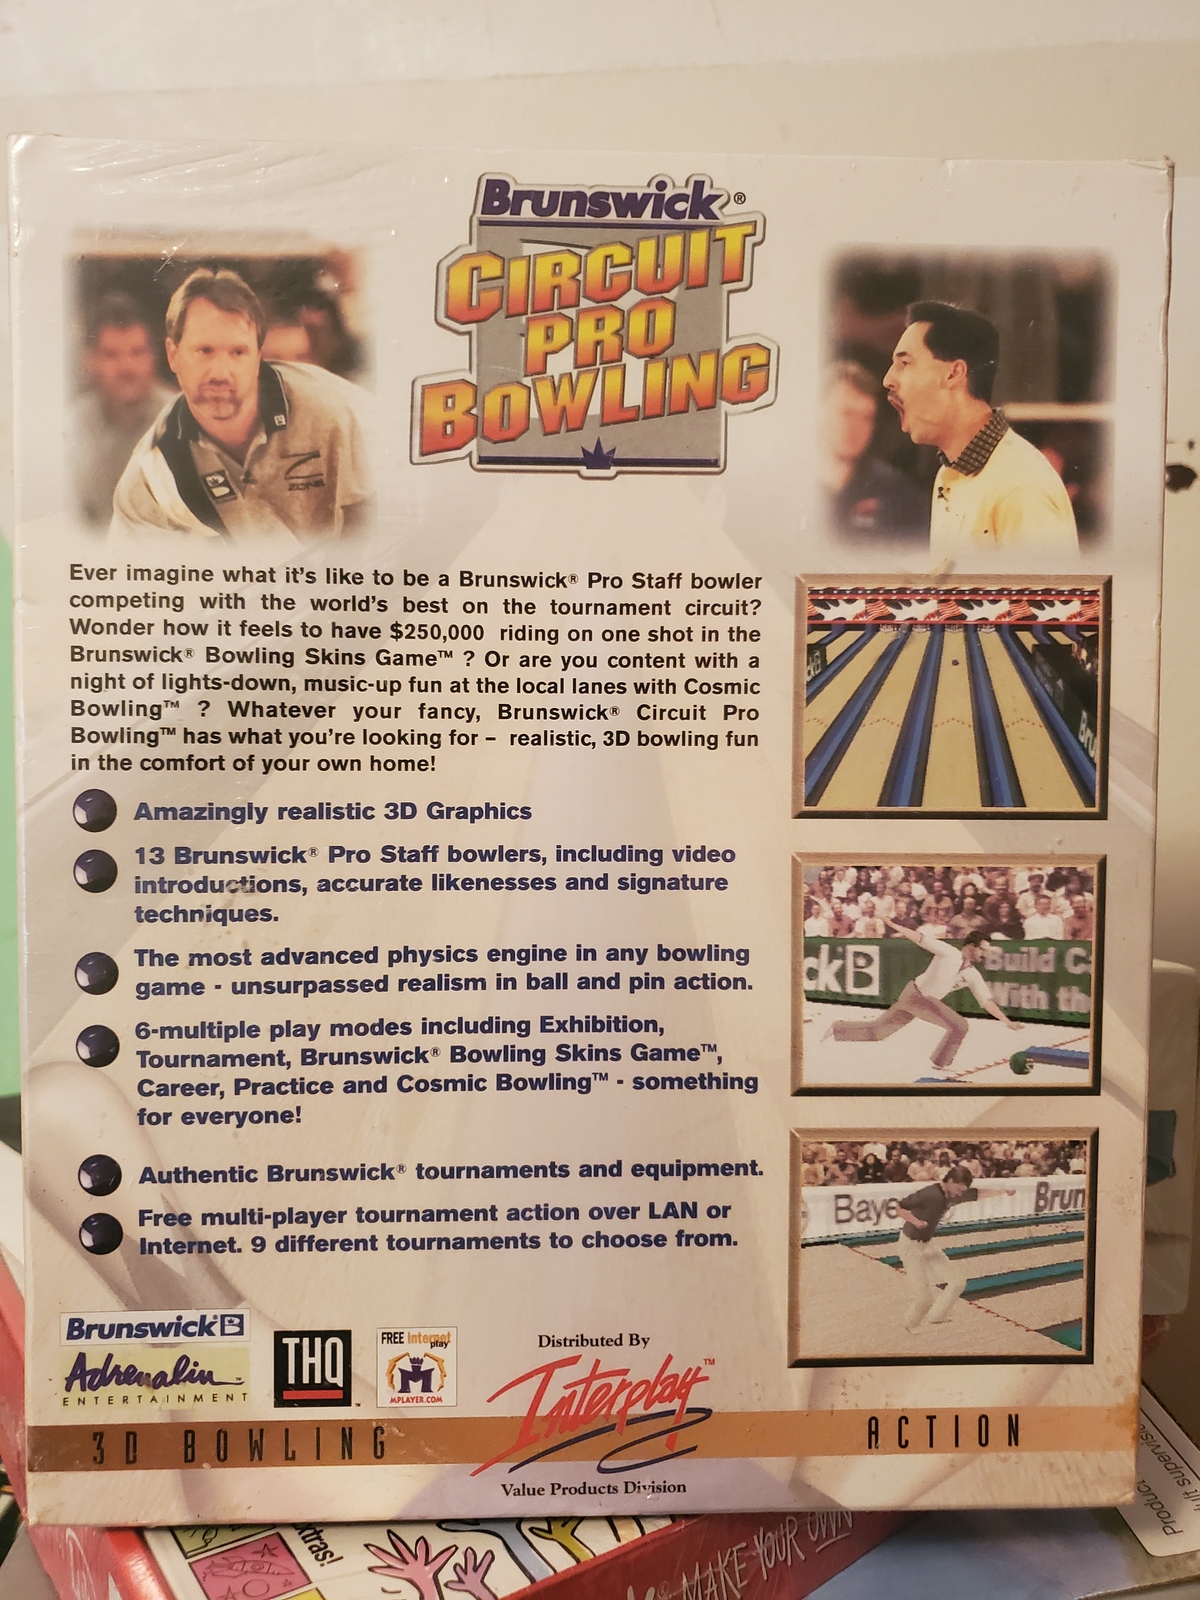 Brunswick®
CIRCUIT
PRO
BOWLING
ZONE
Ever imagine what it's like to be a Brunswick® Pro Staff bowler
competing with the world's best on the tournament circuit?
Wonder how it feels to have $250,000 riding on one shot in the
Brunswick® Bowling Skins Game™ ? Or are you content with a
night of lights-down, music-up fun at the local lanes with Cosmic
Bowling™ ? Whatever your fancy, Brunswick® Circuit Pro
Bowling™ has what you're looking for – realistic, 3D bowling fun
in the comfort of your own home!
Amazingly realistic 3D Graphics
13 Brunswick® Pro Staff bowlers, including video
introductions, accurate likenesses and signature
techniques.
The most advanced physics engine in any bowling
game - unsurpassed realism in ball and pin action.
6-multiple play modes including Exhibition,
Tournament, Brunswick® Bowling Skins Game™,
Career, Practice and Cosmic Bowling™ - something
for everyone!
Authentic Brunswick® tournaments and equipment.
Free multi-player tournament action over LAN or
Internet. 9 different tournaments to choose from.
Bru
ck B
Build C
With th
Baye
Brun
Brunswick® B
Adrenalin™
ENTERTAINMENT
THQ™
FREE Internet
play
MPLAYER.COM
Distributed By
Interplay™
Value Products Division
3D BOWLING
ACTION
xtras!
MAKE YOUR OWN
ult supervisio
Product